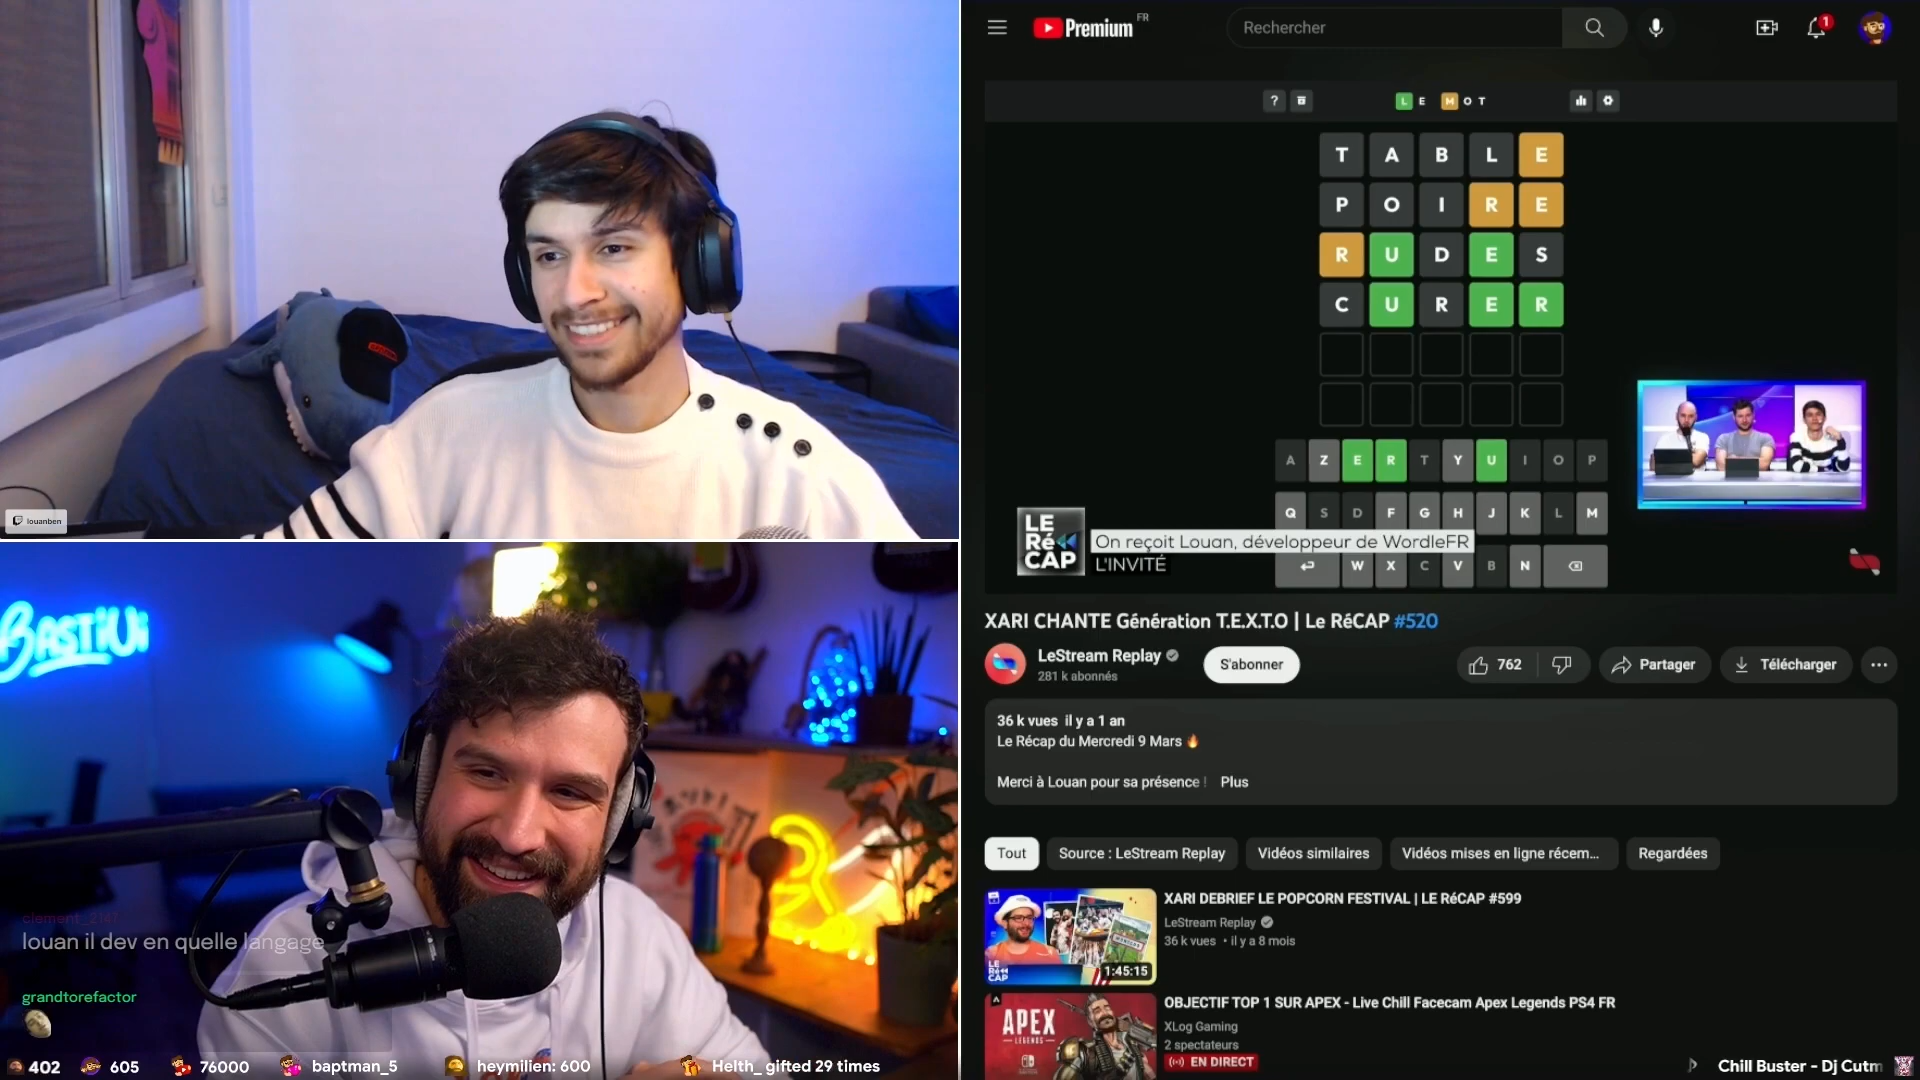 louanben
BASTIUI
clement_2147
louan il dev en quelle langage
grandtorefactor
402
605
76000
baptman_5
heymilien: 600
Helth_ gifted 29 times
Premium FR
Rechercher
1
?
L E M O T
T A B L E
P O I R E
R U D E S
C U R E R
A Z E R T Y U I O P
Q S D F G H J K L M
W X C V B N
LE RéCAP
On reçoit Louan, développeur de WordleFR
L'INVITÉ
XARI CHANTE Génération T.E.X.T.O | Le RéCAP #520
LeStream Replay
281 k abonnés
S'abonner
762
Partager
Télécharger
36 k vues il y a 1 an
Le Récap du Mercredi 9 Mars
Merci à Louan pour sa présence ! Plus
Tout
Source : LeStream Replay
Vidéos similaires
Vidéos mises en ligne récem...
Regardées
LE RéCAP
1:45:15
XARI DEBRIEF LE POPCORN FESTIVAL | LE RéCAP #599
LeStream Replay
36 k vues • il y a 8 mois
APEX
LEGENDS
OBJECTIF TOP 1 SUR APEX - Live Chill Facecam Apex Legends PS4 FR
XLog Gaming
2 spectateurs
EN DIRECT
Chill Buster - Dj Cutm